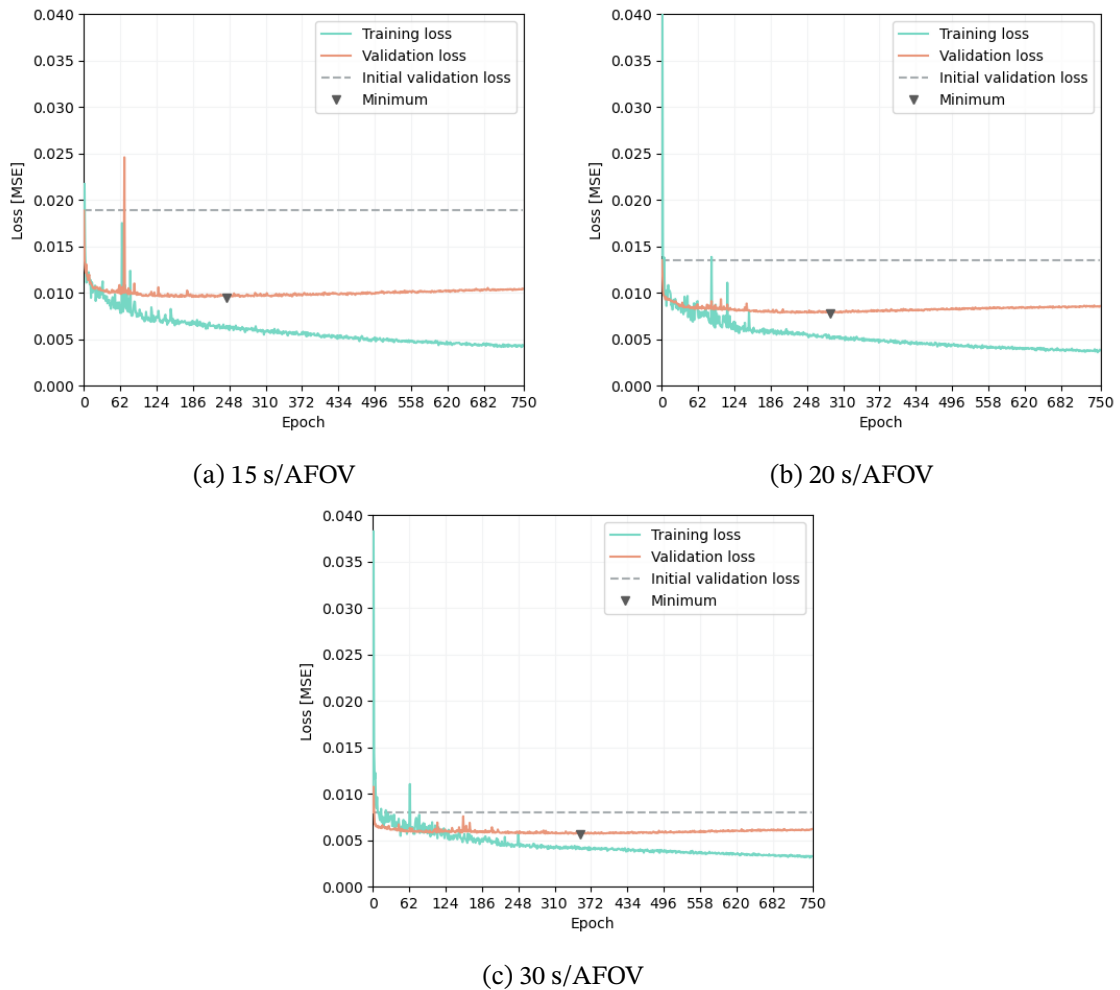 0.040
0.035
0.030
0.025
0.020
0.015
0.010
0.005
0.000
Loss [MSE]
Training loss
Validation loss
Initial validation loss
Minimum
0 62 124 186 248 310 372 434 496 558 620 682 750
Epoch
(a) 15 s/AFOV
0.040
0.035
0.030
0.025
0.020
0.015
0.010
0.005
0.000
Loss [MSE]
Training loss
Validation loss
Initial validation loss
Minimum
0 62 124 186 248 310 372 434 496 558 620 682 750
Epoch
(b) 20 s/AFOV
0.040
0.035
0.030
0.025
0.020
0.015
0.010
0.005
0.000
Loss [MSE]
Training loss
Validation loss
Initial validation loss
Minimum
0 62 124 186 248 310 372 434 496 558 620 682 750
Epoch
(c) 30 s/AFOV